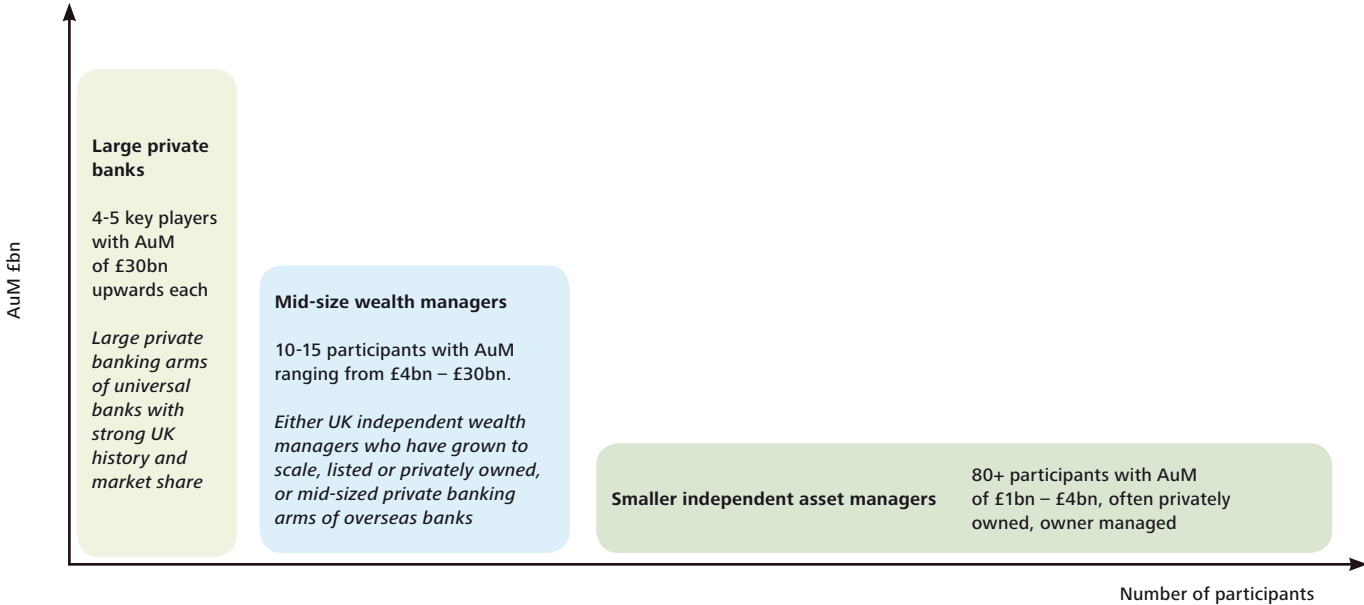 AuM £bn
Large private
banks
4-5 key players
with AuM
of £30bn
upwards each
Large private
banking arms
of universal
banks with
strong UK
history and
market share
Mid-size wealth managers
10-15 participants with AuM
ranging from £4bn – £30bn.
Either UK independent wealth
managers who have grown to
scale, listed or privately owned,
or mid-sized private banking
arms of overseas banks
Smaller independent asset managers
80+ participants with AuM
of £1bn – £4bn, often privately
owned, owner managed
Number of participants